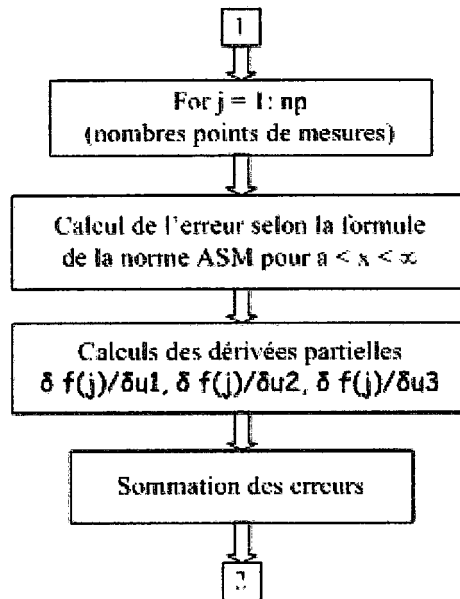 1
For j = 1: np
(nombres points de mesures)
Calcul de l'erreur selon la formule
de la norme ASM pour a < x < ∞
Calculs des dérivées partielles
δ f(j)/δu1, δ f(j)/δu2, δ f(j)/δu3
Sommation des erreurs
2